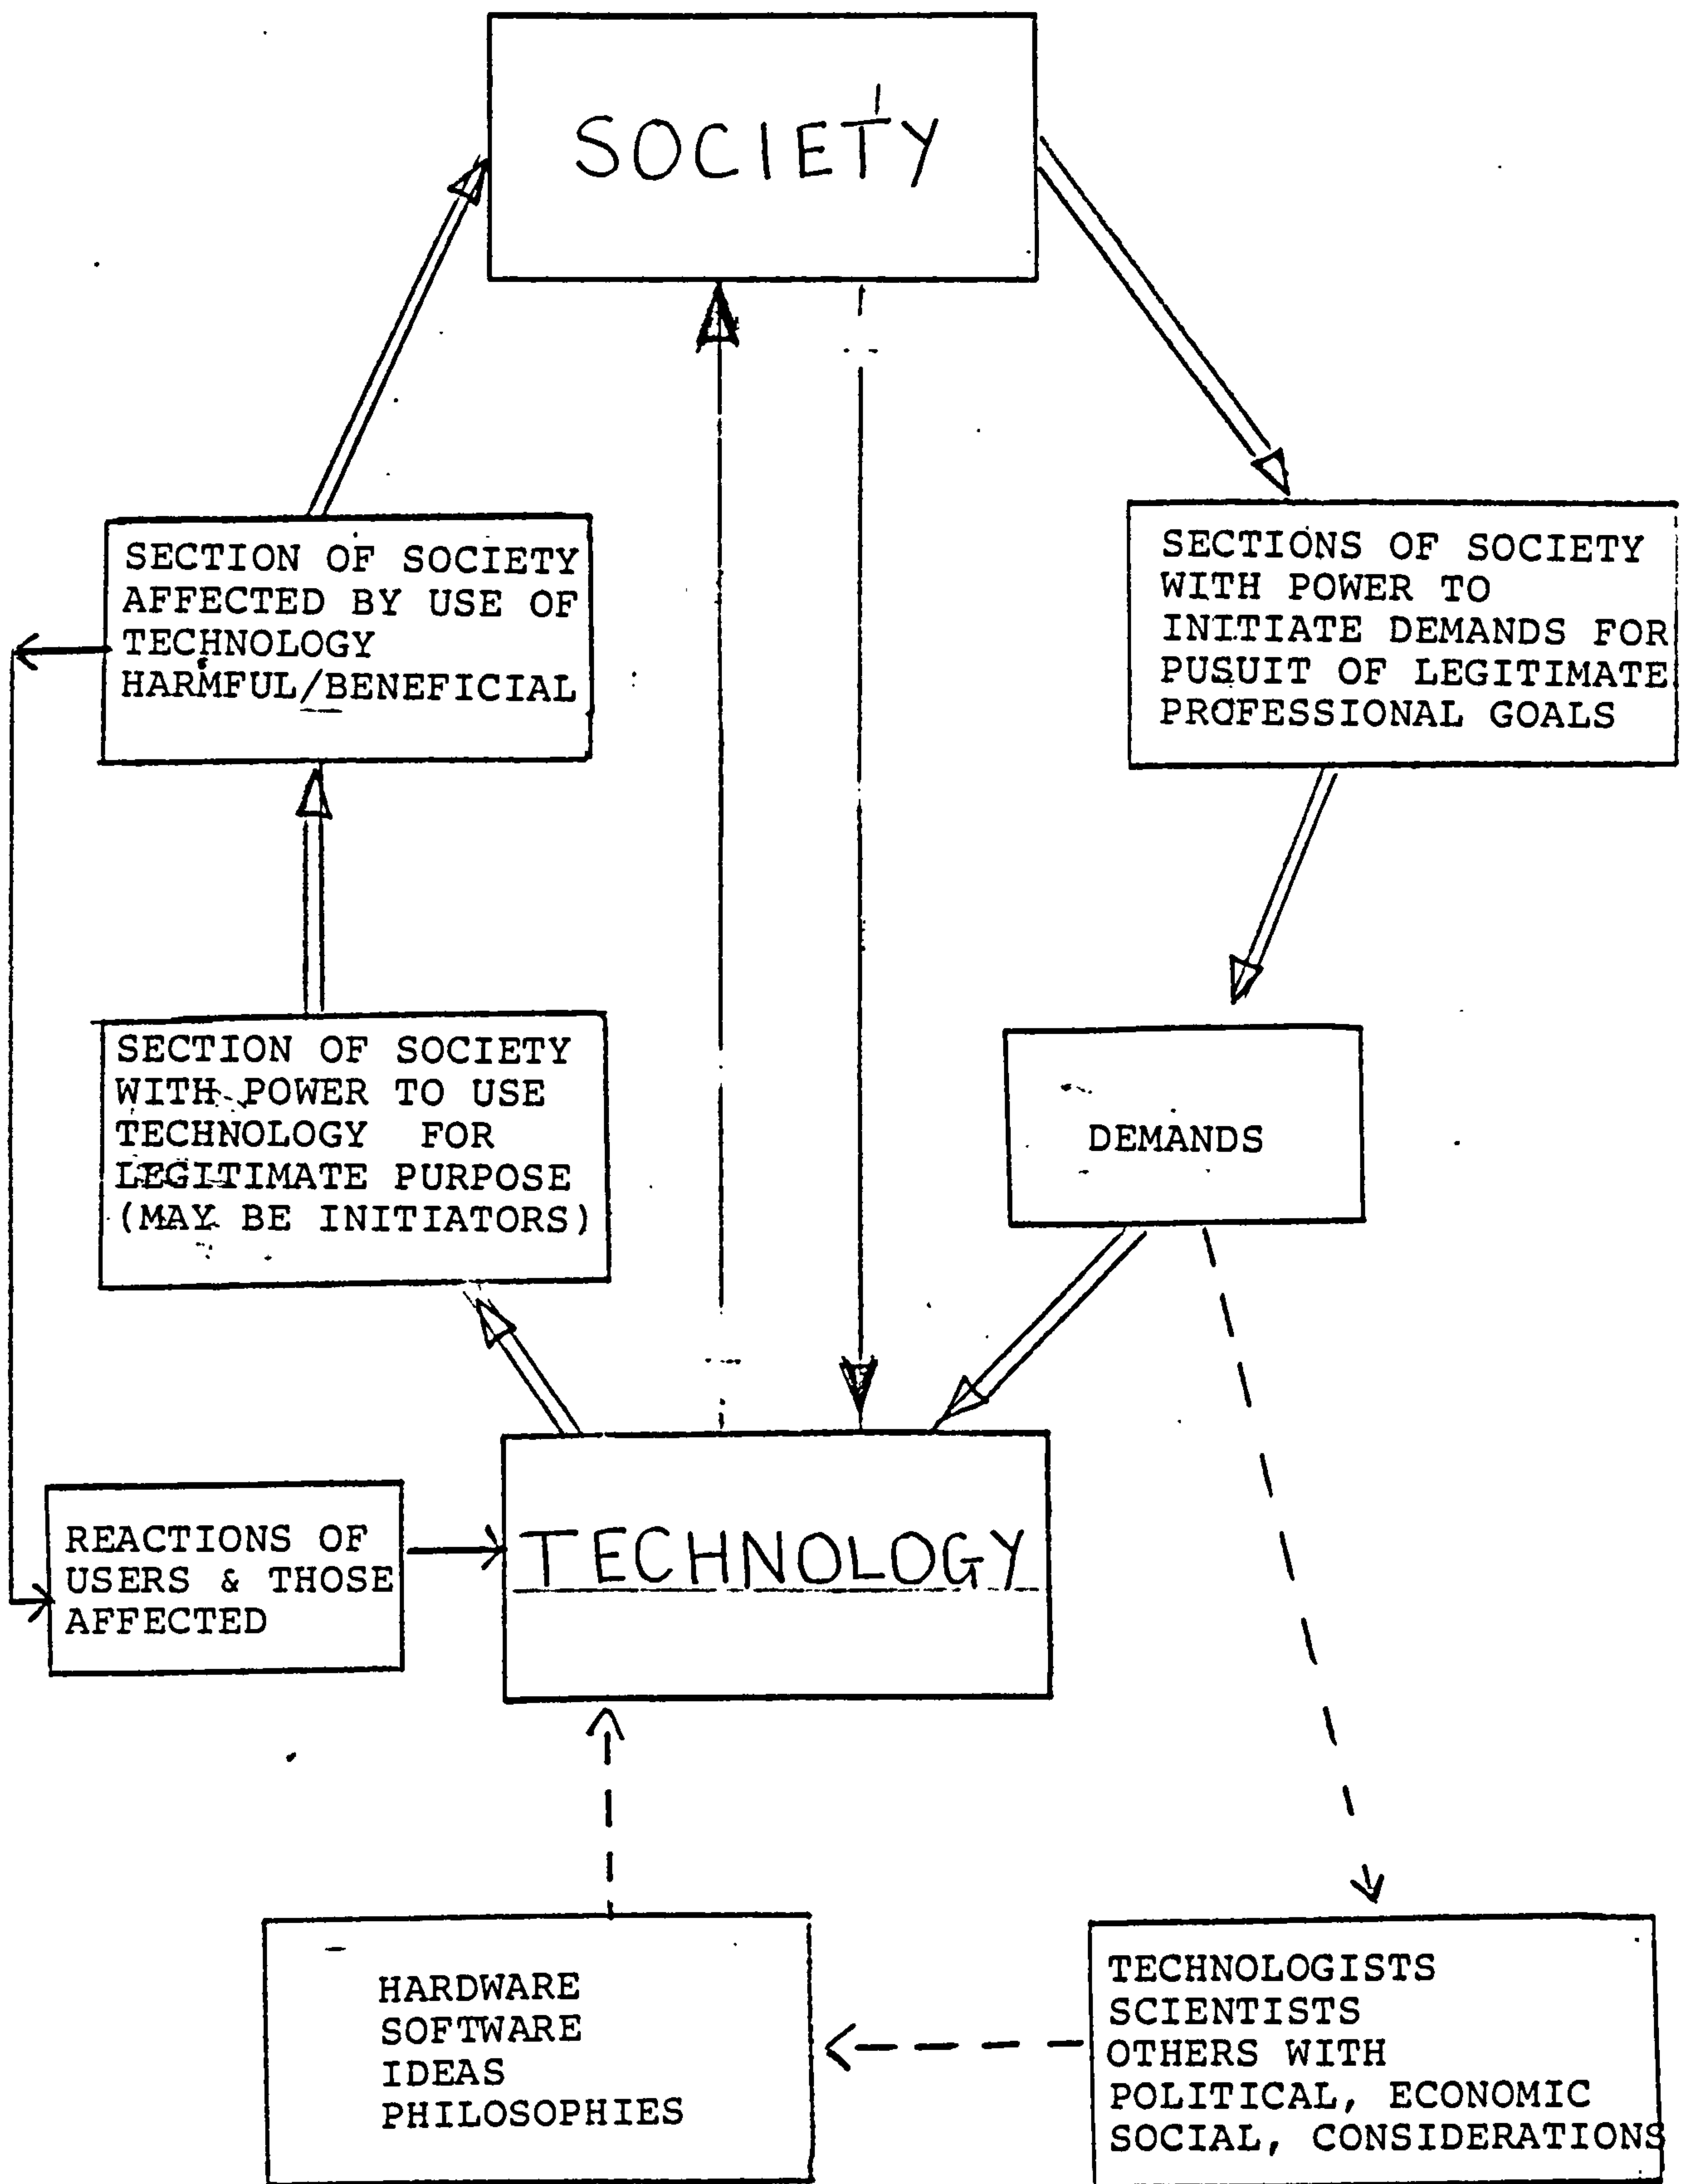 SOCIETY
SECTION OF SOCIETY
AFFECTED BY USE OF
TECHNOLOGY
HARMFUL/BENEFICIAL
SECTIONS OF SOCIETY
WITH POWER TO
INITIATE DEMANDS FOR
PUSUIT OF LEGITIMATE
PROFESSIONAL GOALS
SECTION OF SOCIETY
WITH POWER TO USE
TECHNOLOGY FOR
LEGITIMATE PURPOSE
(MAY BE INITIATORS)
DEMANDS
REACTIONS OF
USERS & THOSE
AFFECTED
TECHNOLOGY
HARDWARE
SOFTWARE
IDEAS
PHILOSOPHIES
TECHNOLOGISTS
SCIENTISTS
OTHERS WITH
POLITICAL, ECONOMIC
SOCIAL, CONSIDERATIONS